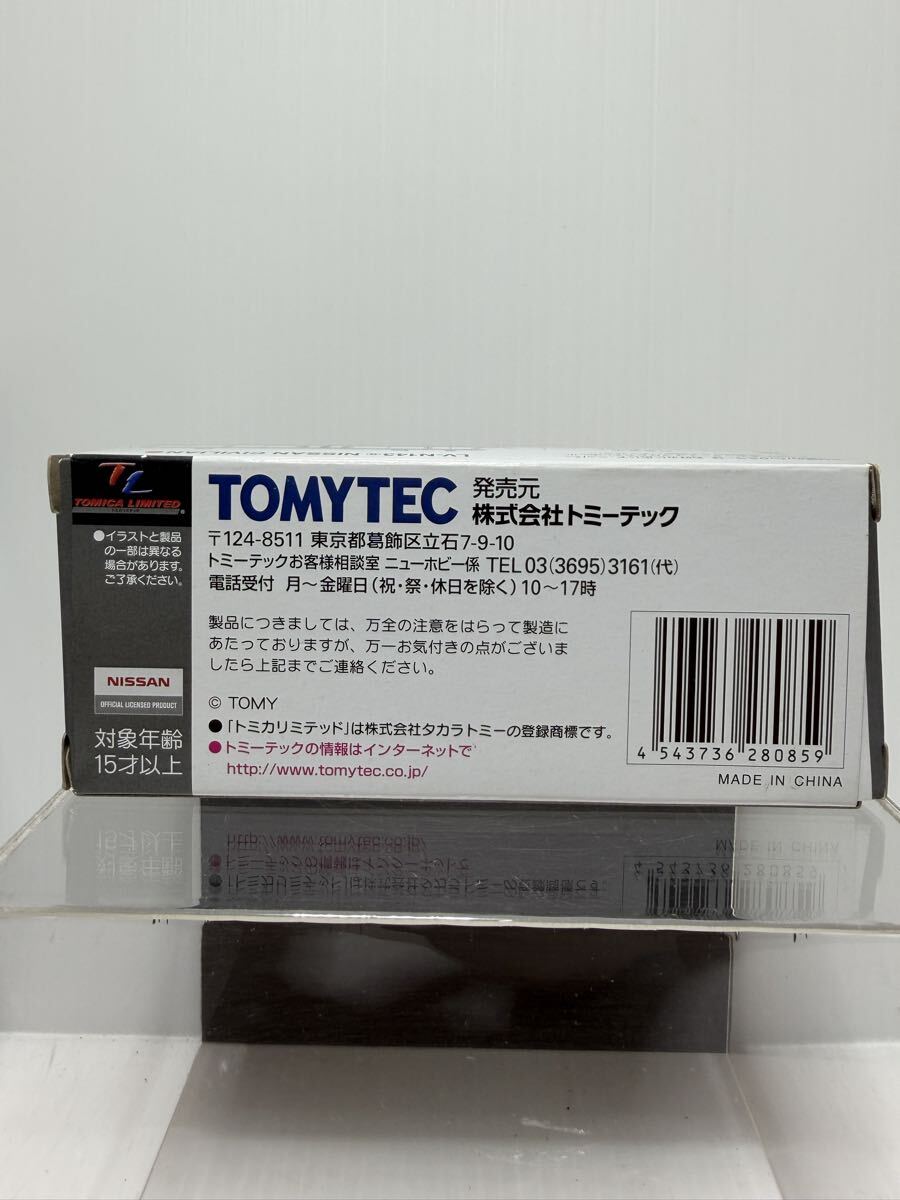 LV-N143 NISSAN CIVILIAN
TL
TOMICA LIMITED
●イラストと製品
の一部は異なる
場合があります。
ご了承ください。
NISSAN
OFFICIAL LICENSED PRODUCT
対象年齢
15才以上
TOMYTEC
発売元
株式会社トミーテック
〒124-8511 東京都葛飾区立石7-9-10
トミーテックお客様相談室 ニューホビー係 TEL 03(3695)3161(代)
電話受付 月〜金曜日(祝・祭・休日を除く)10〜17時
製品につきましては、万全の注意をはらって製造に
あたっておりますが、万一お気付きの点がございま
したら上記までご連絡ください。
© TOMY
●「トミカリミテッド」は株式会社タカラトミーの登録商標です。
●トミーテックの情報はインターネットで
http://www.tomytec.co.jp/
4 543736 280859
MADE IN CHINA